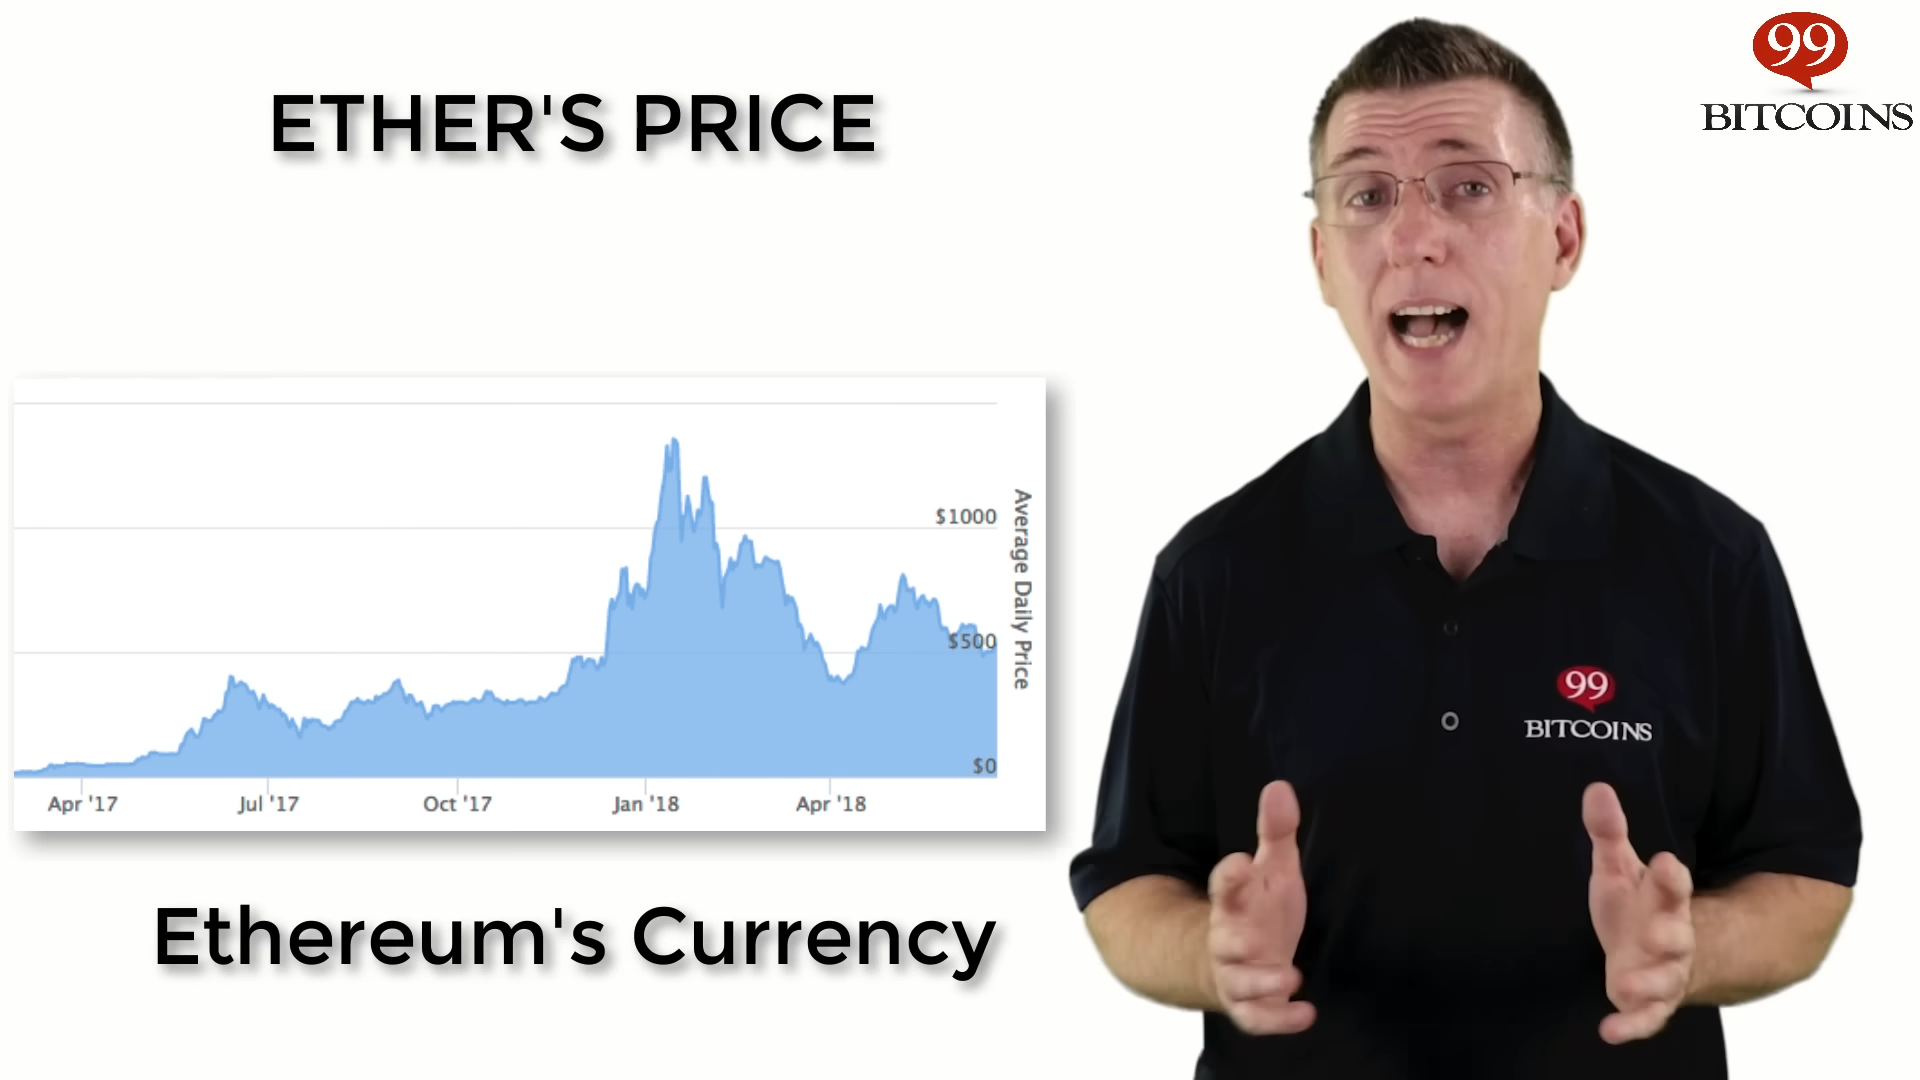 ETHER'S PRICE
99
BITCOINS
$1000
$500
$0
Average Daily Price
Apr '17
Jul '17
Oct '17
Jan '18
Apr '18
Ethereum's Currency
99
BITCOINS